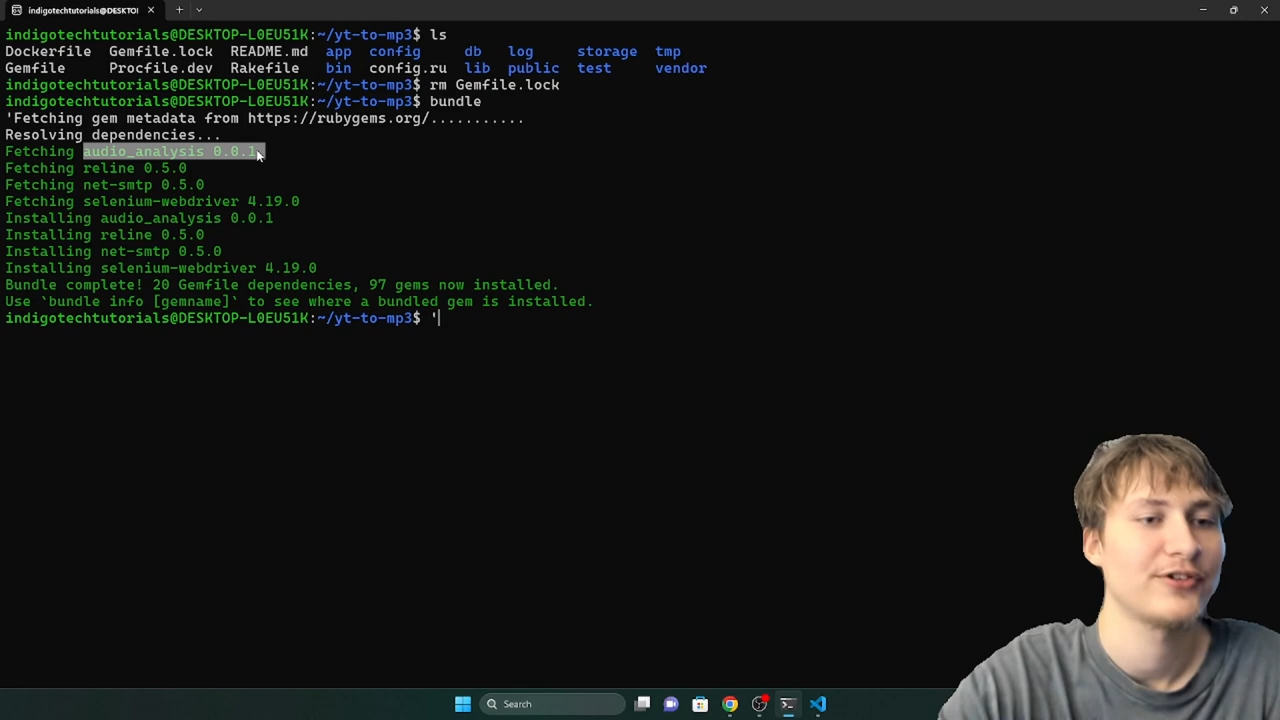 indigotechtutorials@DESKTO
indigotechtutorials@DESKTOP-L0EU51K:~/yt-to-mp3$ ls
Dockerfile Gemfile.lock README.md app config db log storage tmp
Gemfile Procfile.dev Rakefile bin config.ru lib public test vendor
indigotechtutorials@DESKTOP-L0EU51K:~/yt-to-mp3$ rm Gemfile.lock
indigotechtutorials@DESKTOP-L0EU51K:~/yt-to-mp3$ bundle
'Fetching gem metadata from https://rubygems.org/...........
Resolving dependencies...
Fetching audio_analysis 0.0.1
Fetching reline 0.5.0
Fetching net-smtp 0.5.0
Fetching selenium-webdriver 4.19.0
Installing audio_analysis 0.0.1
Installing reline 0.5.0
Installing net-smtp 0.5.0
Installing selenium-webdriver 4.19.0
Bundle complete! 20 Gemfile dependencies, 97 gems now installed.
Use `bundle info [gemname]` to see where a bundled gem is installed.
indigotechtutorials@DESKTOP-L0EU51K:~/yt-to-mp3$ '
Search